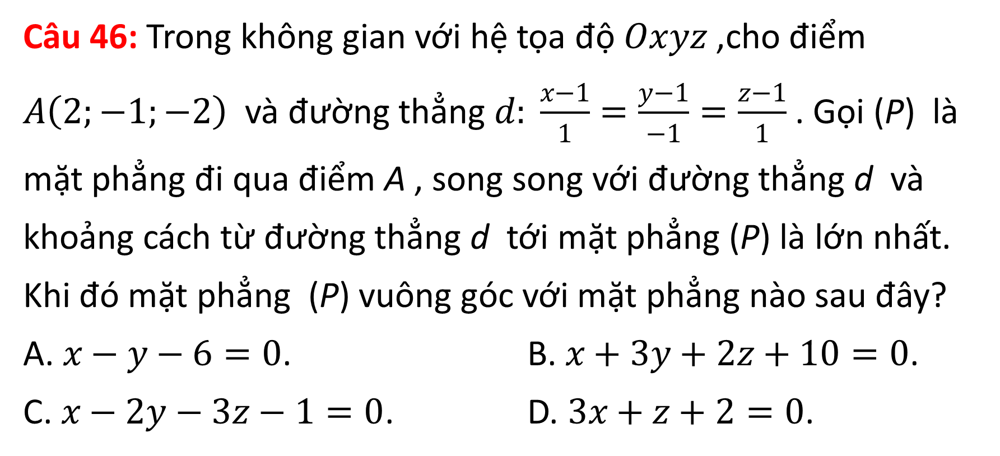 Câu 46: Trong không gian với hệ tọa độ Oxyz ,cho điểm
A(2; −1; −2) và đường thẳng d: (x−1)/1 = (y−1)/(−1) = (z−1)/1 . Gọi (P) là
mặt phẳng đi qua điểm A , song song với đường thẳng d và
khoảng cách từ đường thẳng d tới mặt phẳng (P) là lớn nhất.
Khi đó mặt phẳng (P) vuông góc với mặt phẳng nào sau đây?
A. x − y − 6 = 0. B. x + 3y + 2z + 10 = 0.
C. x − 2y − 3z − 1 = 0. D. 3x + z + 2 = 0.